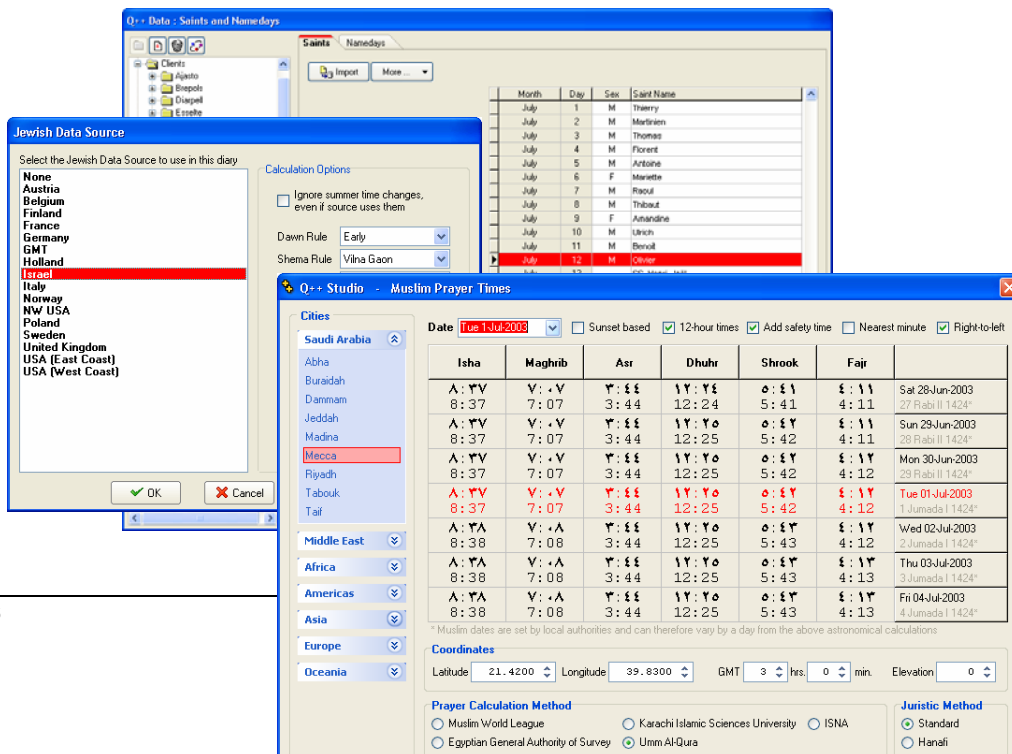 Q++ Data : Saints and Namedays
Saints Namedays
Clients
Ajasto
Brepols
Diarpell
Esselte
Import More ...
Month Day Sex Saint Name
July 1 M Thierry
July 2 M Martinien
July 3 M Thomas
July 4 M Florent
July 5 M Antoine
July 6 F Mariette
July 7 M Raoul
July 8 M Thibaut
July 9 F Amandine
July 10 M Ulrich
July 11 M Benoît
July 12 M Olivier
Jewish Data Source
Select the Jewish Data Source to use in this diary
None
Austria
Belgium
Finland
France
Germany
GMT
Holland
Israel
Italy
Norway
NW USA
Poland
Sweden
United Kingdom
USA (East Coast)
USA (West Coast)
Calculation Options
Ignore summer time changes,
even if source uses them
Dawn Rule Early
Shema Rule Vilna Gaon
OK Cancel
Q++ Studio - Muslim Prayer Times
Cities
Saudi Arabia
Abha
Buraidah
Dammam
Jeddah
Madina
Mecca
Riyadh
Tabouk
Taif
Middle East
Africa
Americas
Asia
Europe
Oceania
Date Tue 1-Jul-2003 Sunset based 12-hour times Add safety time Nearest minute Right-to-left
Isha Maghrib Asr Dhuhr Shrook Fajr
٨:٣٧ ٧:٠٧ ٣:٤٤ ١٢:٢٤ ٥:٤١ ٤:١١ Sat 28-Jun-2003
8:37 7:07 3:44 12:24 5:41 4:11 27 Rabi II 1424*
٨:٣٧ ٧:٠٧ ٣:٤٤ ١٢:٢٥ ٥:٤٢ ٤:١١ Sun 29-Jun-2003
8:37 7:07 3:44 12:25 5:42 4:11 28 Rabi II 1424*
٨:٣٧ ٧:٠٧ ٣:٤٤ ١٢:٢٥ ٥:٤٢ ٤:١٢ Mon 30-Jun-2003
8:37 7:07 3:44 12:25 5:42 4:12 29 Rabi II 1424*
٨:٣٧ ٧:٠٧ ٣:٤٤ ١٢:٢٥ ٥:٤٢ ٤:١٢ Tue 01-Jul-2003
8:37 7:07 3:44 12:25 5:42 4:12 1 Jumada I 1424*
٨:٣٨ ٧:٠٨ ٣:٤٤ ١٢:٢٥ ٥:٤٣ ٤:١٢ Wed 02-Jul-2003
8:38 7:08 3:44 12:25 5:43 4:12 2 Jumada I 1424*
٨:٣٨ ٧:٠٨ ٣:٤٤ ١٢:٢٥ ٥:٤٣ ٤:١٣ Thu 03-Jul-2003
8:38 7:08 3:44 12:25 5:43 4:13 3 Jumada I 1424*
٨:٣٨ ٧:٠٨ ٣:٤٤ ١٢:٢٥ ٥:٤٣ ٤:١٣ Fri 04-Jul-2003
8:38 7:08 3:44 12:25 5:43 4:13 4 Jumada I 1424*
* Muslim dates are set by local authorities and can therefore vary by a day from the above astronomical calculations
Coordinates
Latitude 21.4200 Longitude 39.8300 GMT 3 hrs. 0 min. Elevation 0
Prayer Calculation Method Juristic Method
Muslim World League Karachi Islamic Sciences University ISNA Standard
Egyptian General Authority of Survey Umm Al-Qura Hanafi